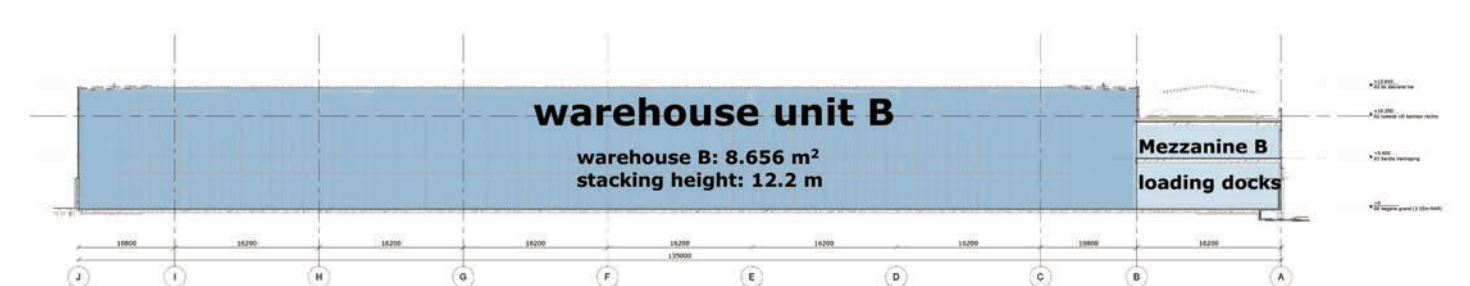 warehouse unit B
warehouse B: 8.656 m²
stacking height: 12.2 m
Mezzanine B
loading docks
10800 16200 16200 16200 16200 16200 16200 10800 16200
135000
J I H G F E D C B A